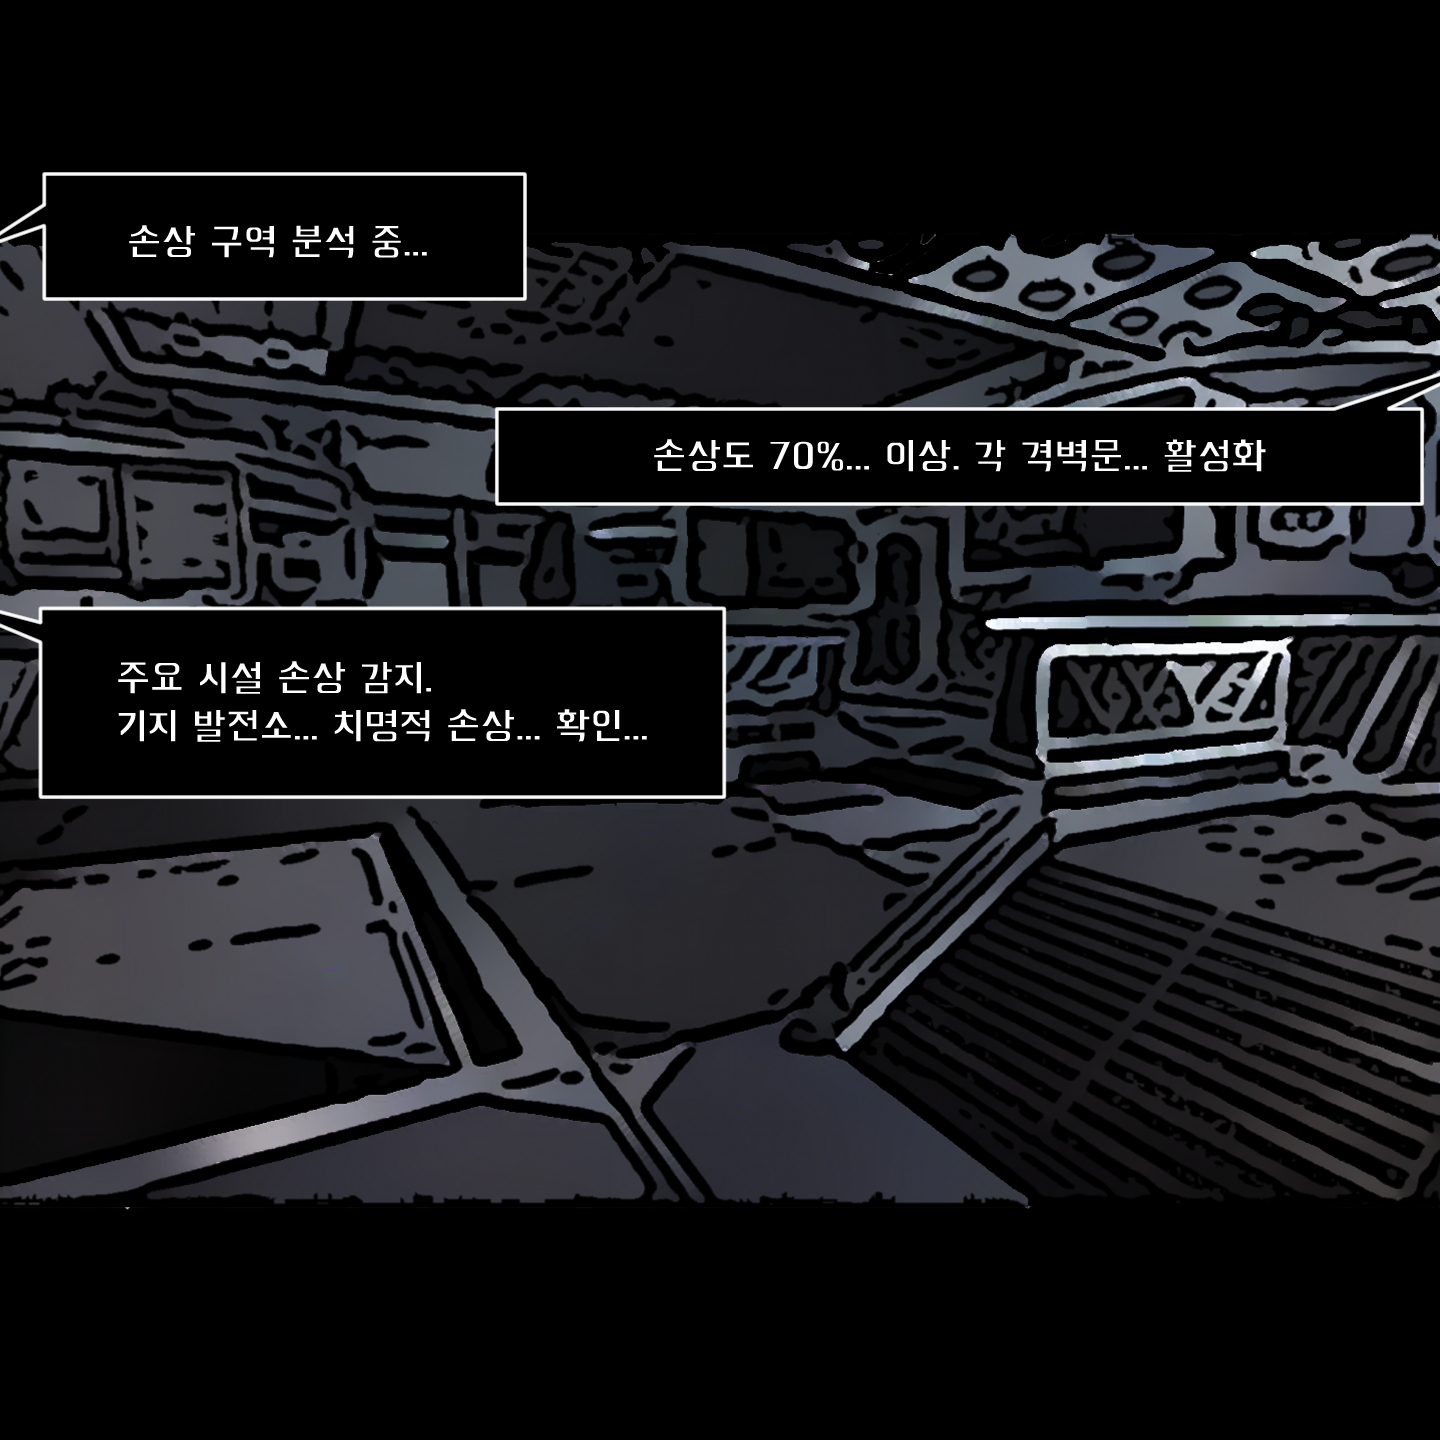 손상 구역 분석 중...
손상도 70%... 이상. 각 격벽문... 활성화
주요 시설 손상 감지.
기지 발전소... 치명적 손상... 확인...